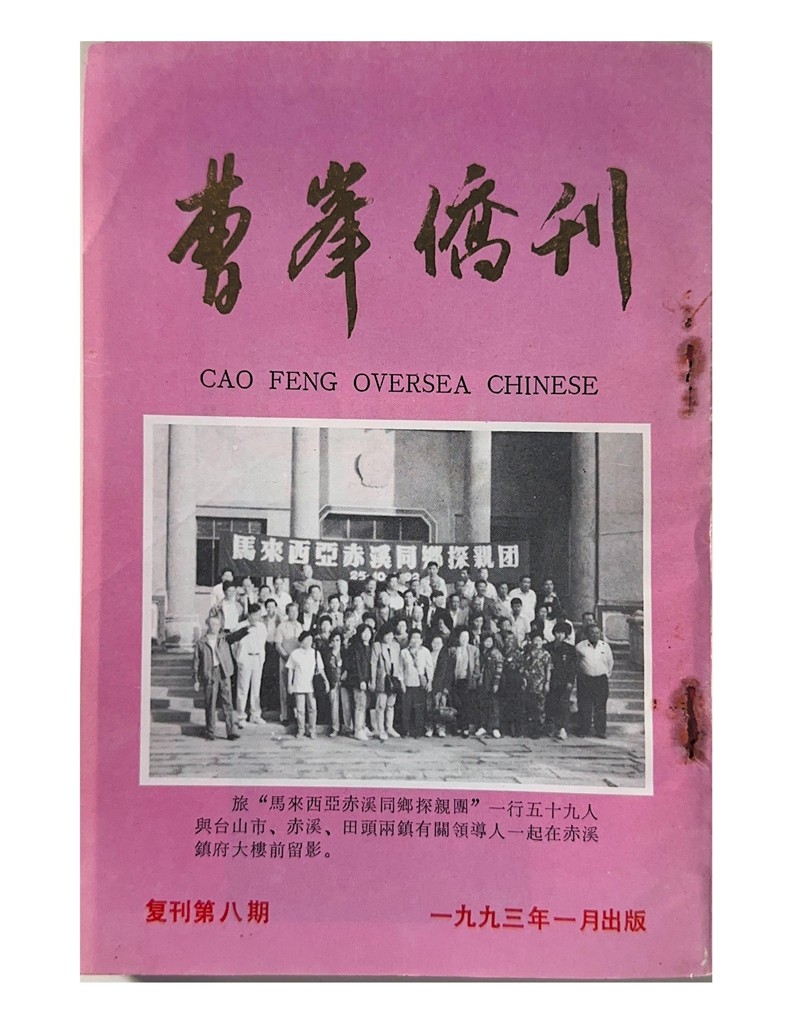 曹峯僑刊
CAO FENG OVERSEA CHINESE
馬來西亞赤溪同鄉探親团
旅“馬來西亞赤溪同鄉探親團”一行五十九人
與台山市、赤溪、田頭兩鎮有關領導人一起在赤溪
鎮府大樓前留影。
复刊第八期
一九九三年一月出版